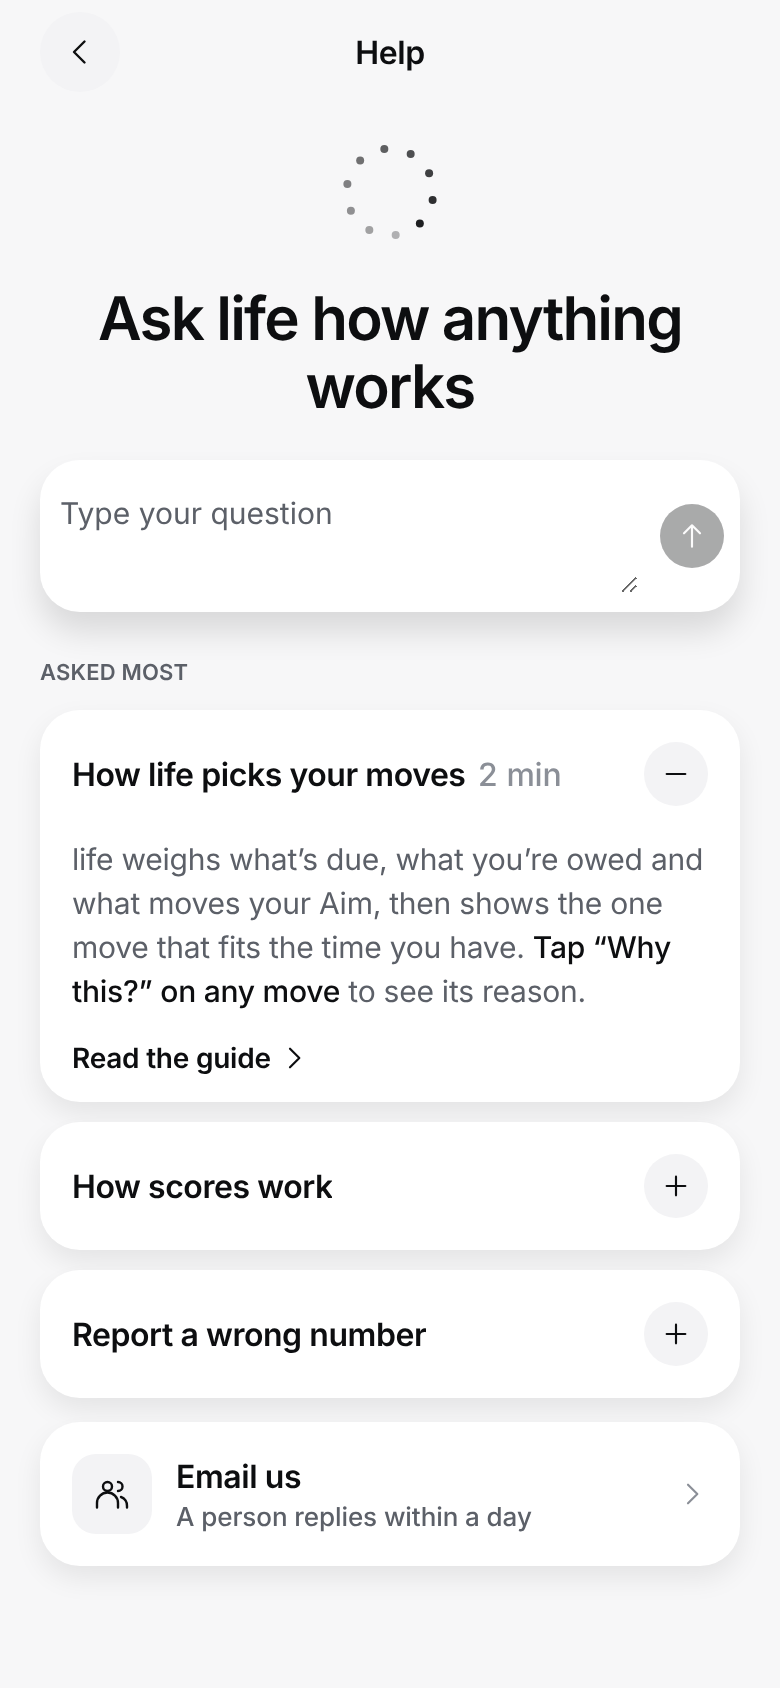 Help
Ask life how anything
works
Type your question
ASKED MOST
How life picks your moves 2 min
life weighs what’s due, what you’re owed and
what moves your Aim, then shows the one
move that fits the time you have. Tap “Why
this?” on any move to see its reason.
Read the guide
How scores work
Report a wrong number
Email us
A person replies within a day